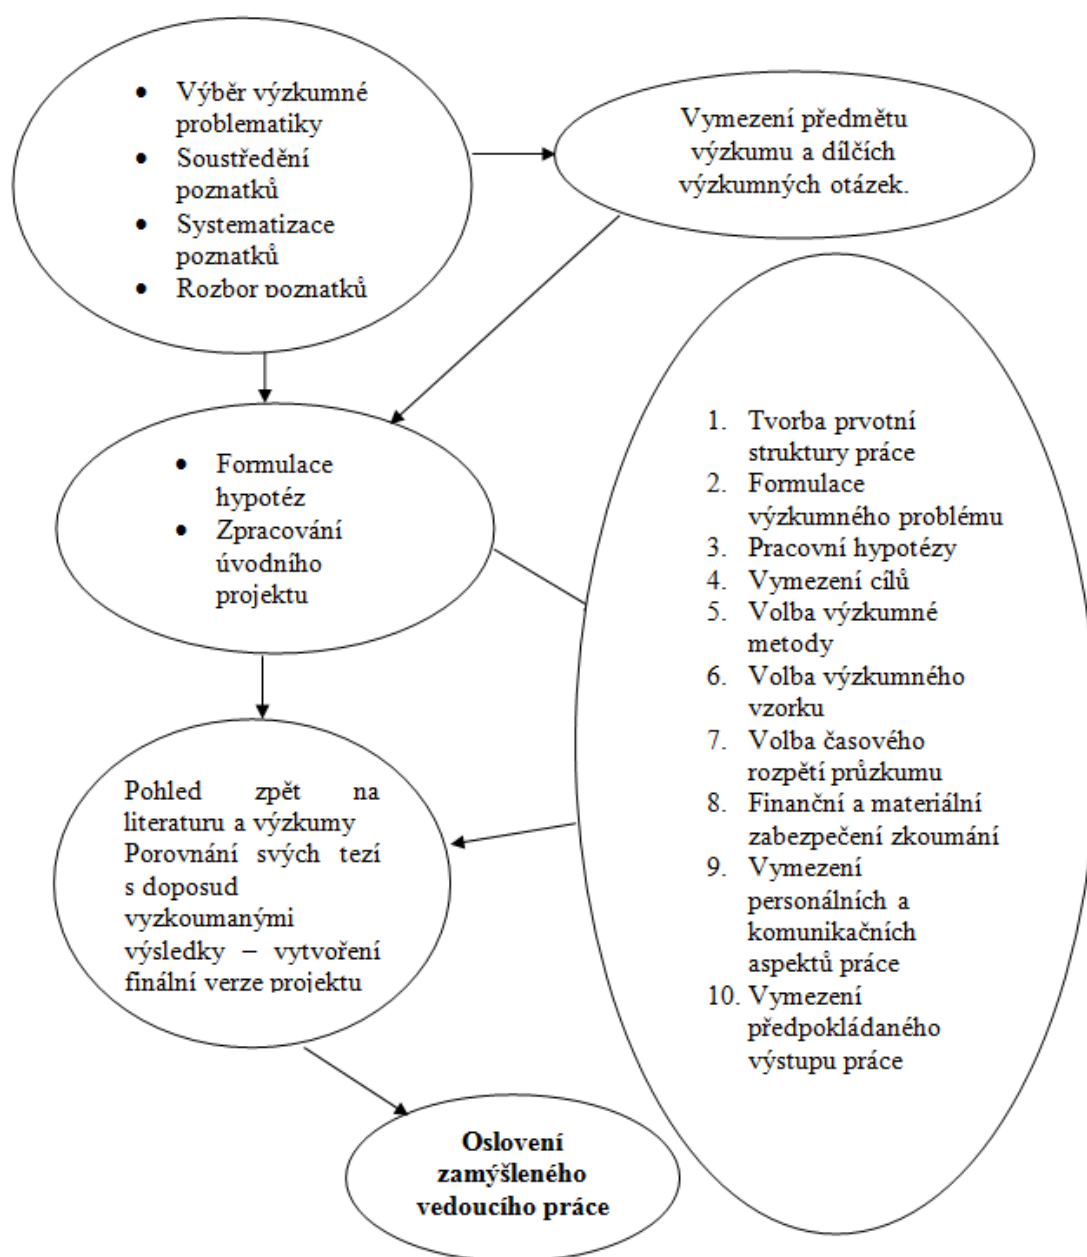 • Výběr výzkumné
problematiky
• Soustředění
poznatků
• Systematizace
poznatků
• Rozbor poznatků
Vymezení předmětu
výzkumu a dílčích
výzkumných otázek.
• Formulace
hypotéz
• Zpracování
úvodního
projektu
1. Tvorba prvotní
struktury práce
2. Formulace
výzkumného problému
3. Pracovní hypotézy
4. Vymezení cílů
5. Volba výzkumné
metody
6. Volba výzkumného
vzorku
7. Volba časového
rozpětí průzkumu
8. Finanční a materiální
zabezpečení zkoumání
9. Vymezení
personálních a
komunikačních
aspektů práce
10. Vymezení
předpokládaného
výstupu práce
Pohled zpět na
literaturu a výzkumy
Porovnání svých tezí
s doposud
vyzkoumanými
výsledky – vytvoření
finální verze projektu
Oslovení
zamýšleného
vedoucího práce